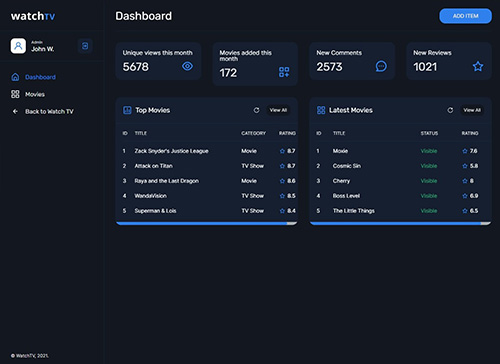 watchTV
Dashboard
ADD ITEM
Admin
John W.
Dashboard
Movies
Back to Watch TV
Unique views this month
5678
Movies added this
month
172
New Comments
2573
New Reviews
1021
Top Movies
View All
ID TITLE CATEGORY RATING
1 Zack Snyder's Justice League Movie 8.7
2 Attack on Titan TV Show 8.7
3 Raya and the Last Dragon Movie 8.6
4 WandaVision TV Show 8.5
5 Superman & Lois TV Show 8.4
Latest Movies
View All
ID TITLE STATUS RATING
1 Moxie Visible 7.6
2 Cosmic Sin Visible 5.8
3 Cherry Visible 8
4 Boss Level Visible 6.9
5 The Little Things Visible 6.5
© WatchTV, 2021.